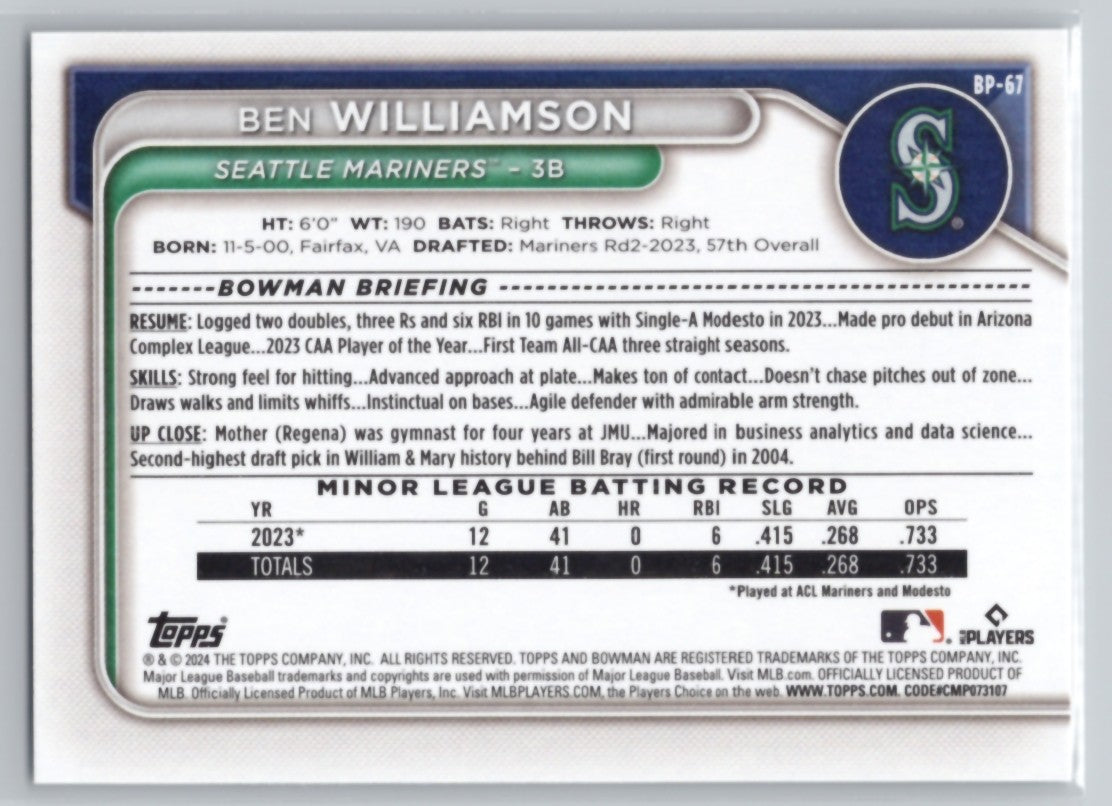 BP-67
BEN WILLIAMSON
SEATTLE MARINERS™ - 3B
S®
HT: 6'0" WT: 190 BATS: Right THROWS: Right
BORN: 11-5-00, Fairfax, VA DRAFTED: Mariners Rd2-2023, 57th Overall
-------BOWMAN BRIEFING -------
RESUME: Logged two doubles, three Rs and six RBI in 10 games with Single-A Modesto in 2023...Made pro debut in Arizona
Complex League...2023 CAA Player of the Year...First Team All-CAA three straight seasons.
SKILLS: Strong feel for hitting...Advanced approach at plate...Makes ton of contact...Doesn't chase pitches out of zone...
Draws walks and limits whiffs...Instinctual on bases...Agile defender with admirable arm strength.
UP CLOSE: Mother (Regena) was gymnast for four years at JMU...Majored in business analytics and data science...
Second-highest draft pick in William & Mary history behind Bill Bray (first round) in 2004.
MINOR LEAGUE BATTING RECORD
YR G AB HR RBI SLG AVG OPS
2023* 12 41 0 6 .415 .268 .733
TOTALS 12 41 0 6 .415 .268 .733
*Played at ACL Mariners and Modesto
Topps®
MLB PLAYERS
® & © 2024 THE TOPPS COMPANY, INC. ALL RIGHTS RESERVED. TOPPS AND BOWMAN ARE REGISTERED TRADEMARKS OF THE TOPPS COMPANY, INC.
Major League Baseball trademarks and copyrights are used with permission of Major League Baseball. Visit MLB.com. OFFICIALLY LICENSED PRODUCT OF
MLB. Officially Licensed Product of MLB Players, Inc. Visit MLBPLAYERS.COM, the Players Choice on the web. WWW.TOPPS.COM. CODE#CMP073107